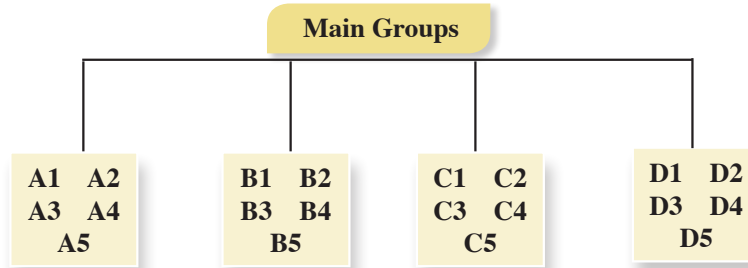 Main Groups
A1 A2
A3 A4
A5
B1 B2
B3 B4
B5
C1 C2
C3 C4
C5
D1 D2
D3 D4
D5